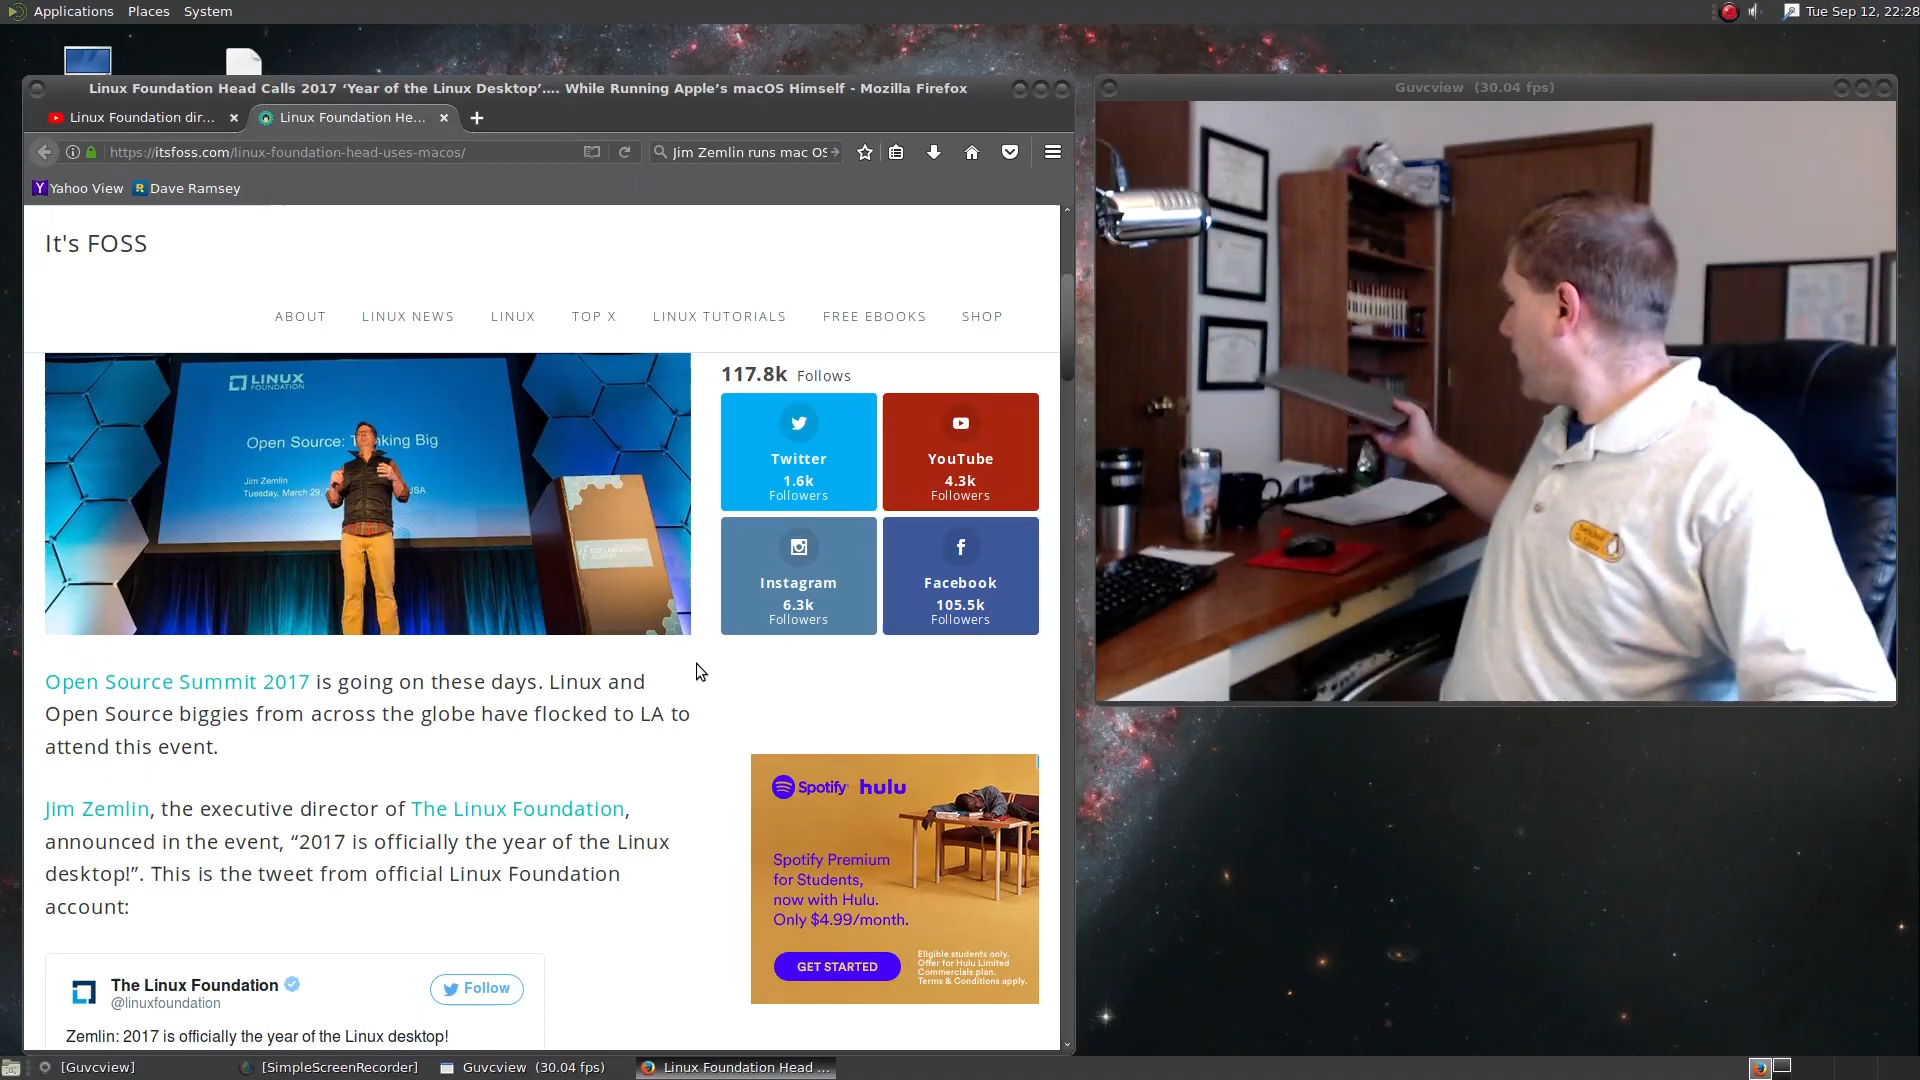 Applications Places System
Tue Sep 12, 22:28
Linux Foundation Head Calls 2017 ‘Year of the Linux Desktop’…. While Running Apple’s macOS Himself - Mozilla Firefox
Guvcview (30.04 fps)
Linux Foundation dir...
Linux Foundation He...
https://itsfoss.com/linux-foundation-head-uses-macos/
Jim Zemlin runs mac OS
Yahoo View
Dave Ramsey
It's FOSS
ABOUT LINUX NEWS LINUX TOP X LINUX TUTORIALS FREE EBOOKS SHOP
LINUX
FOUNDATION
Open Source: T nking Big
Jim Zemlin
Tuesday, March 29,
117.8k Follows
Twitter
1.6k
Followers
YouTube
4.3k
Followers
Instagram
6.3k
Followers
Facebook
105.5k
Followers
Open Source Summit 2017 is going on these days. Linux and
Open Source biggies from across the globe have flocked to LA to
attend this event.
Jim Zemlin, the executive director of The Linux Foundation,
announced in the event, “2017 is officially the year of the Linux
desktop!”. This is the tweet from official Linux Foundation
account:
Spotify hulu
Spotify Premium
for Students,
now with Hulu.
Only $4.99/month.
GET STARTED
Eligible students only.
Offer for Hulu Limited
Commercials plan.
Terms & Conditions apply.
The Linux Foundation
@linuxfoundation
Follow
Zemlin: 2017 is officially the year of the Linux desktop!
[Guvcview]
[SimpleScreenRecorder]
Guvcview (30.04 fps)
Linux Foundation Head ...